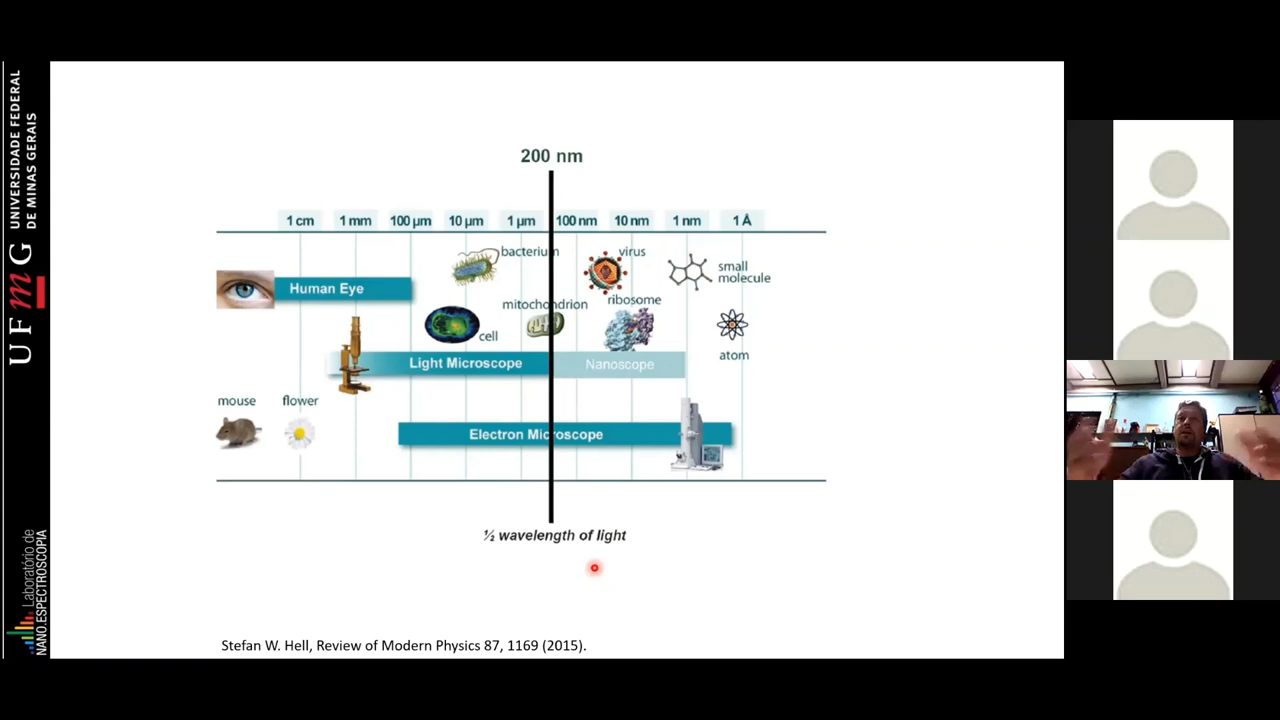 UNIVERSIDADE FEDERAL
DE MINAS GERAIS
UFmG
Laboratório de
NANO.ESPECTROSCOPIA
200 nm
1 cm 1 mm 100 µm 10 µm 1 µm 100 nm 10 nm 1 nm 1 Å
bacterium virus
small
molecule
Human Eye
mitochondrion ribosome
cell
atom
Light Microscope Nanoscope
mouse flower
Electron Microscope
½ wavelength of light
Stefan W. Hell, Review of Modern Physics 87, 1169 (2015).